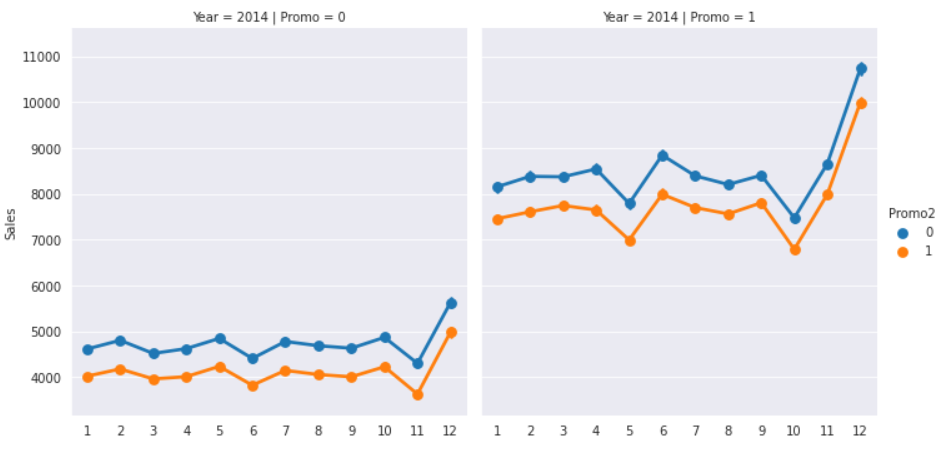 Year = 2014 | Promo = 0
Year = 2014 | Promo = 1
11000
10000
9000
8000
7000
6000
5000
4000
Sales
1 2 3 4 5 6 7 8 9 10 11 12
1 2 3 4 5 6 7 8 9 10 11 12
Promo2
0
1